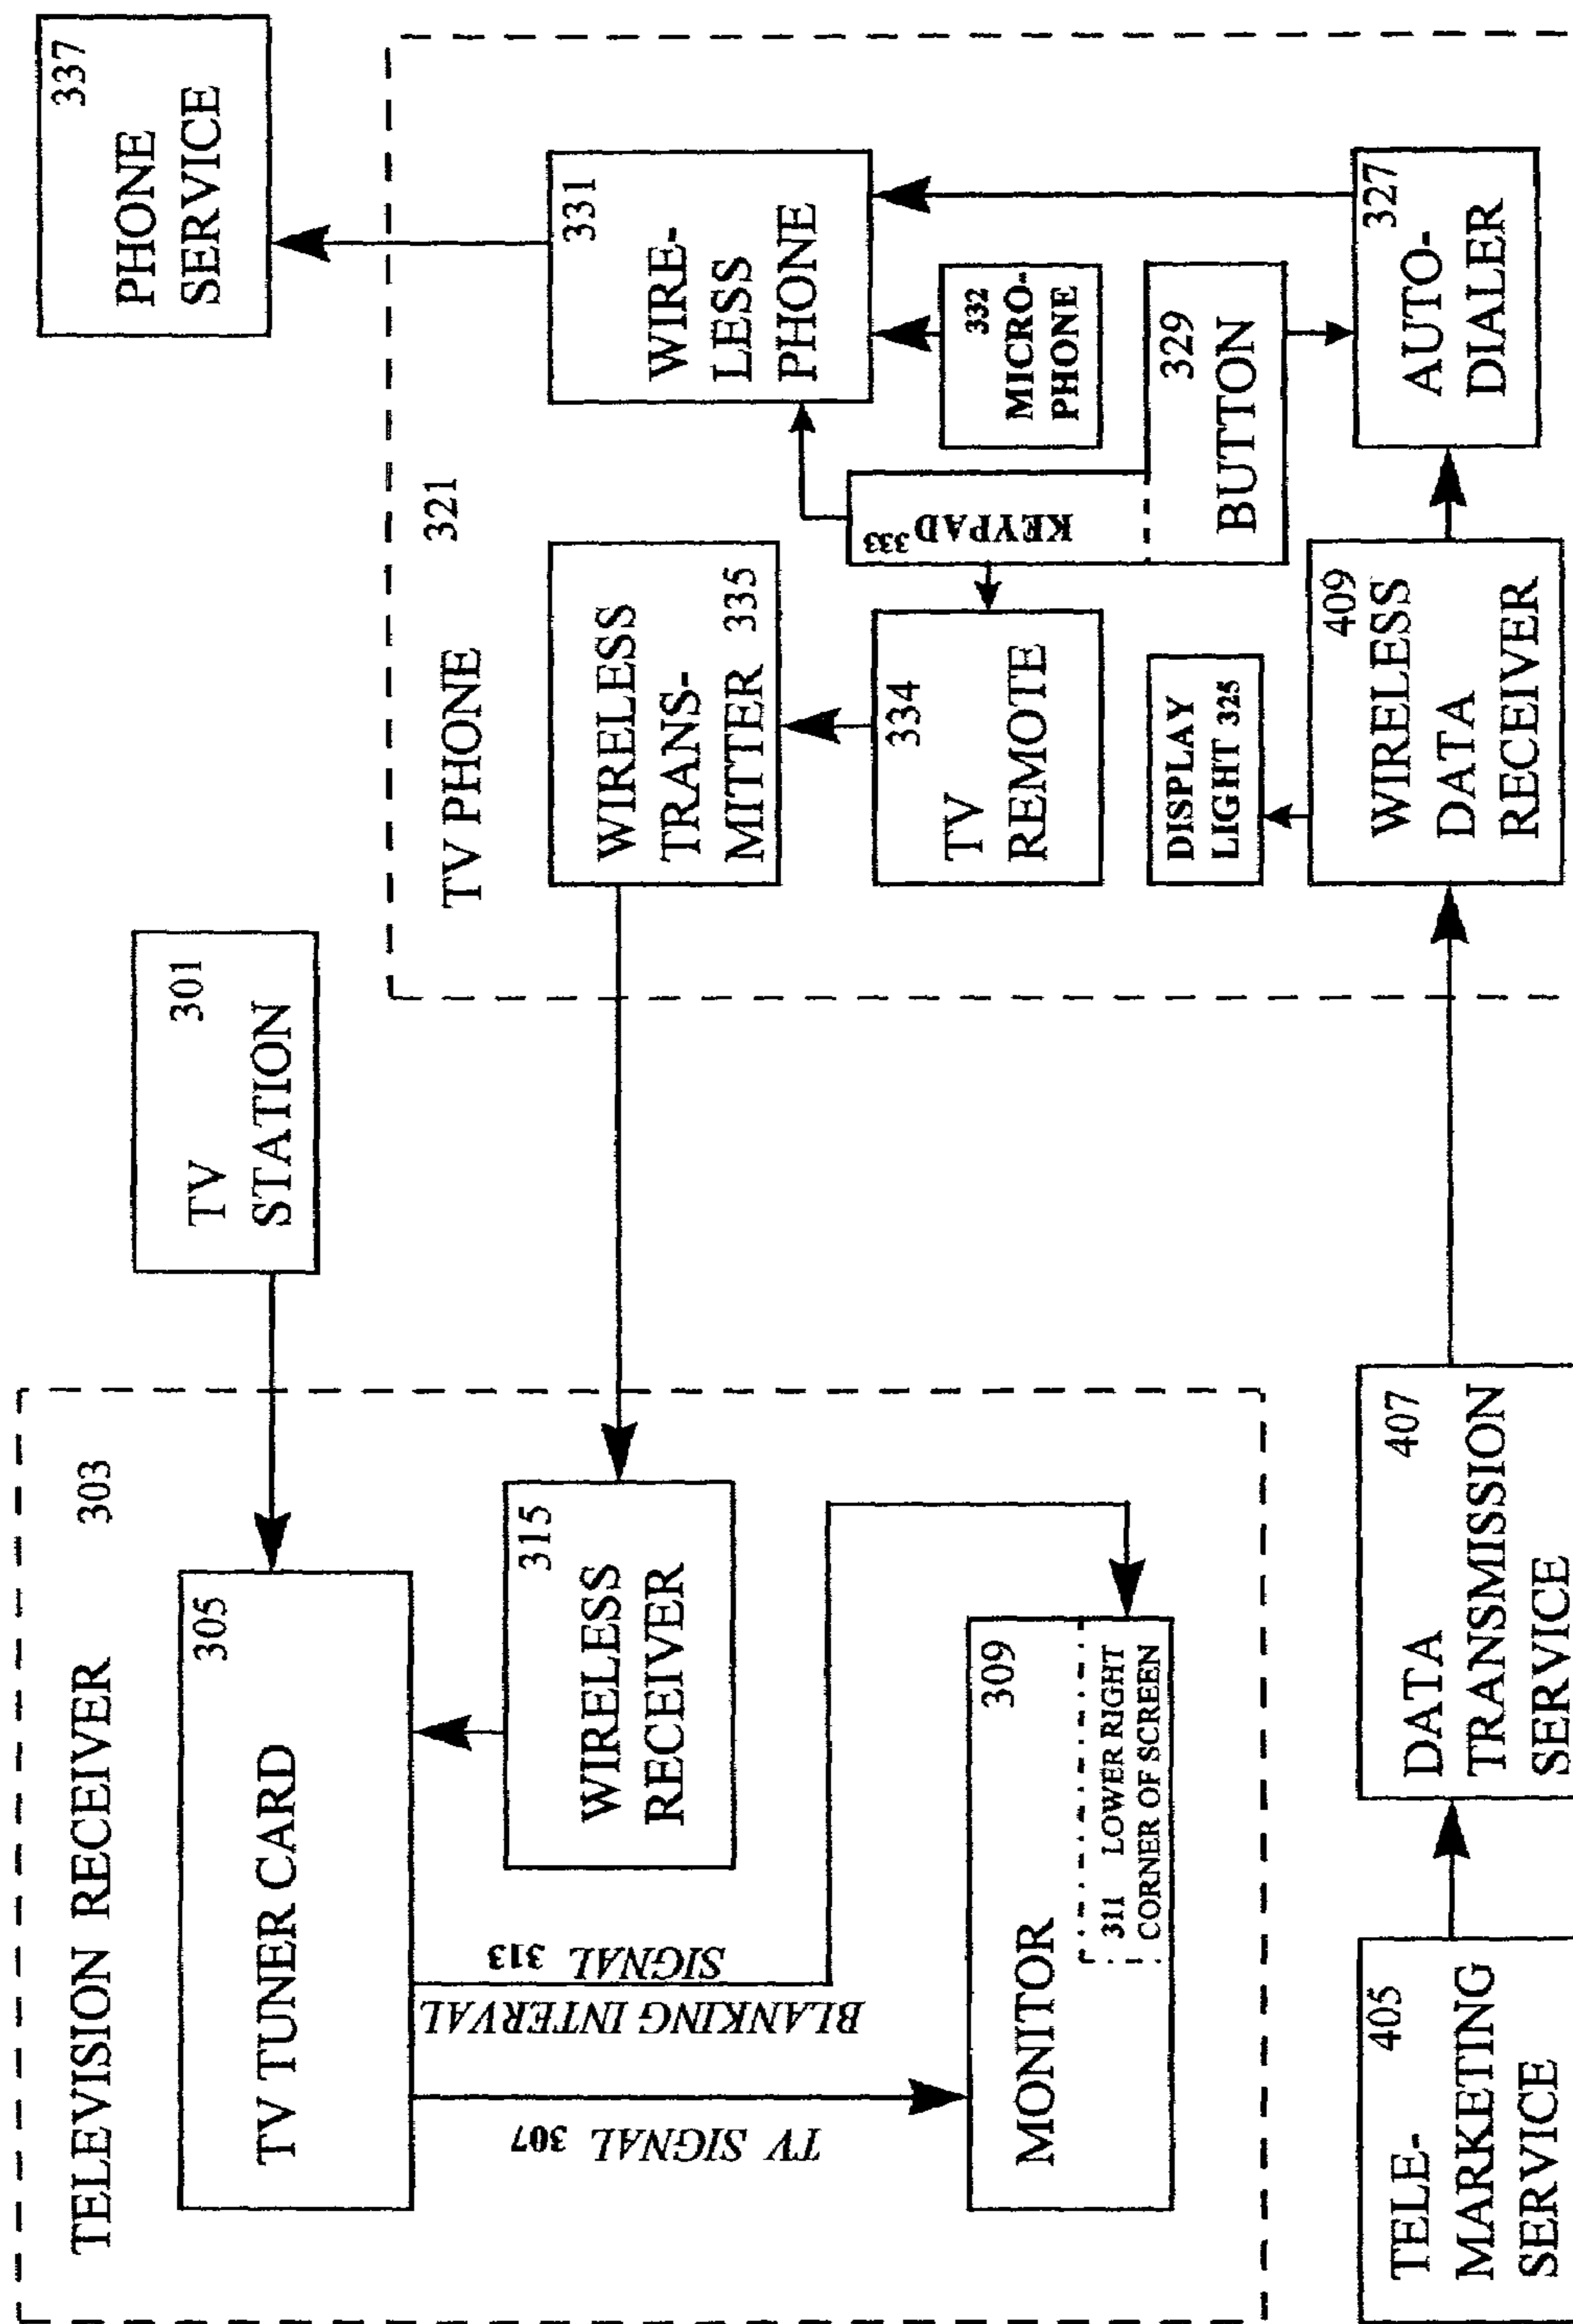 TELEVISION RECEIVER 303
305
TV TUNER CARD
315
WIRELESS
RECEIVER
TV SIGNAL 307
BLANKING INTERVAL
SIGNAL 313
309
MONITOR
311 LOWER RIGHT
CORNER OF SCREEN
301
TV
STATION
337
PHONE
SERVICE
TV PHONE 321
WIRELESS
TRANS-
MITTER 335
334
TV
REMOTE
331
WIRE-
LESS
PHONE
332
MICRO-
PHONE
KEYPAD 333
329
BUTTON
DISPLAY
LIGHT 325
409
WIRELESS
DATA
RECEIVER
327
AUTO-
DIALER
405
TELE-
MARKETING
SERVICE
407
DATA
TRANSMISSION
SERVICE